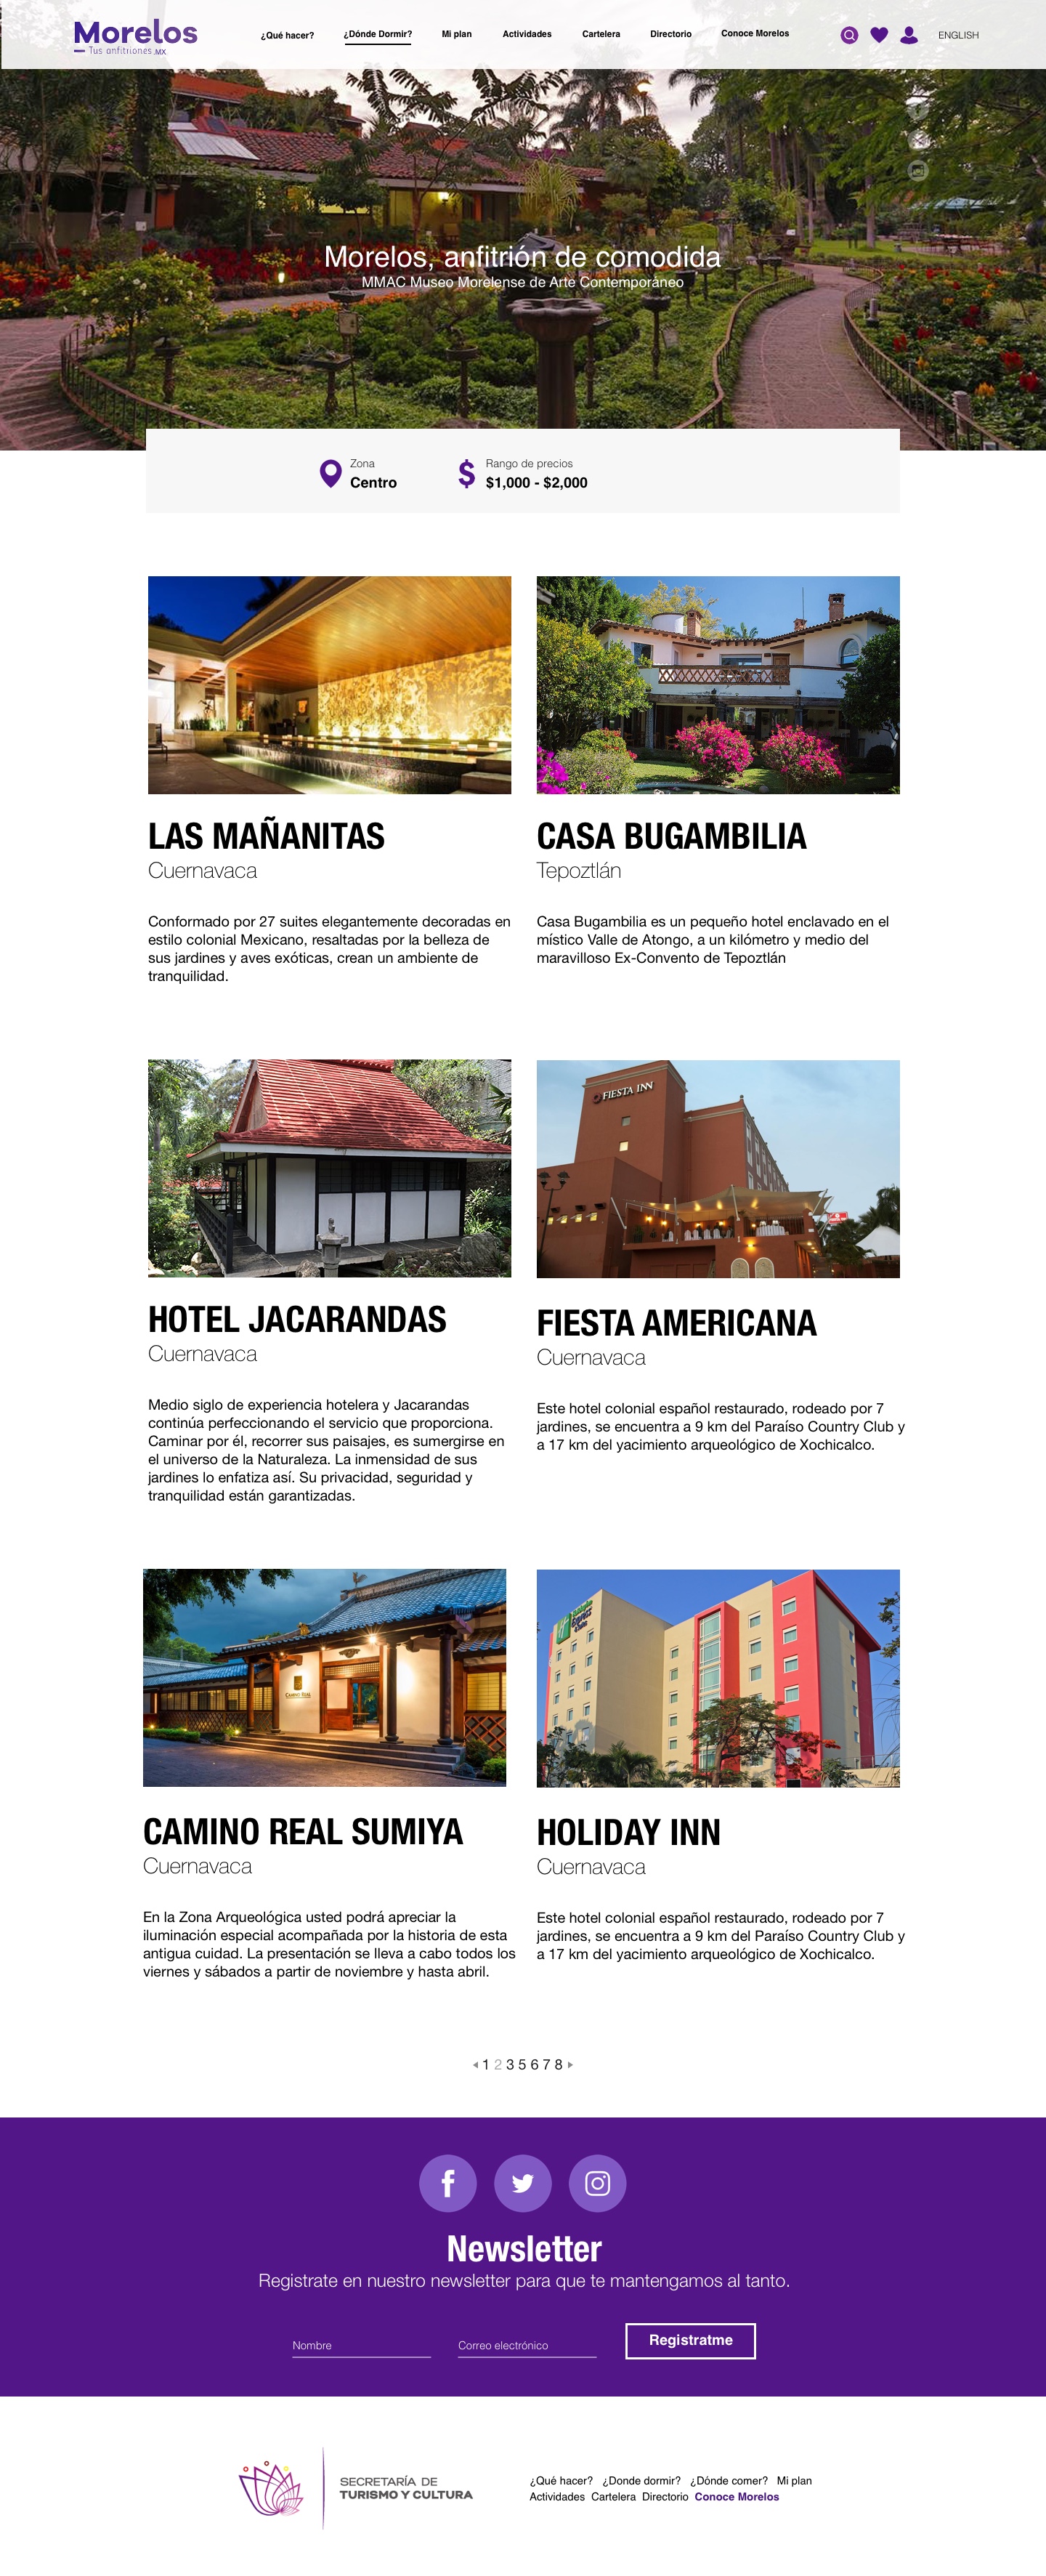 Morelos
Tus anfitriones .MX
¿Qué hacer?
¿Dónde Dormir?
Mi plan
Actividades
Cartelera
Directorio
Conoce Morelos
ENGLISH
Morelos, anfitrión de comodida
MMAC Museo Morelense de Arte Contemporáneo
Zona
Centro
Rango de precios
$1,000 - $2,000
LAS MAÑANITAS
Cuernavaca
Conformado por 27 suites elegantemente decoradas en
estilo colonial Mexicano, resaltadas por la belleza de
sus jardines y aves exóticas, crean un ambiente de
tranquilidad.
CASA BUGAMBILIA
Tepoztlán
Casa Bugambilia es un pequeño hotel enclavado en el
místico Valle de Atongo, a un kilómetro y medio del
maravilloso Ex-Convento de Tepoztlán
HOTEL JACARANDAS
Cuernavaca
Medio siglo de experiencia hotelera y Jacarandas
continúa perfeccionando el servicio que proporciona.
Caminar por él, recorrer sus paisajes, es sumergirse en
el universo de la Naturaleza. La inmensidad de sus
jardines lo enfatiza así. Su privacidad, seguridad y
tranquilidad están garantizadas.
FIESTA INN
FIESTA AMERICANA
Cuernavaca
Este hotel colonial español restaurado, rodeado por 7
jardines, se encuentra a 9 km del Paraíso Country Club y
a 17 km del yacimiento arqueológico de Xochicalco.
CAMINO REAL
CAMINO REAL SUMIYA
Cuernavaca
En la Zona Arqueológica usted podrá apreciar la
iluminación especial acompañada por la historia de esta
antigua cuidad. La presentación se lleva a cabo todos los
viernes y sábados a partir de noviembre y hasta abril.
HOLIDAY INN
Cuernavaca
Este hotel colonial español restaurado, rodeado por 7
jardines, se encuentra a 9 km del Paraíso Country Club y
a 17 km del yacimiento arqueológico de Xochicalco.
1 2 3 5 6 7 8
Newsletter
Registrate en nuestro newsletter para que te mantengamos al tanto.
Nombre
Correo electrónico
Registratme
SECRETARÍA DE
TURISMO Y CULTURA
¿Qué hacer? ¿Donde dormir? ¿Dónde comer? Mi plan
Actividades Cartelera Directorio Conoce Morelos